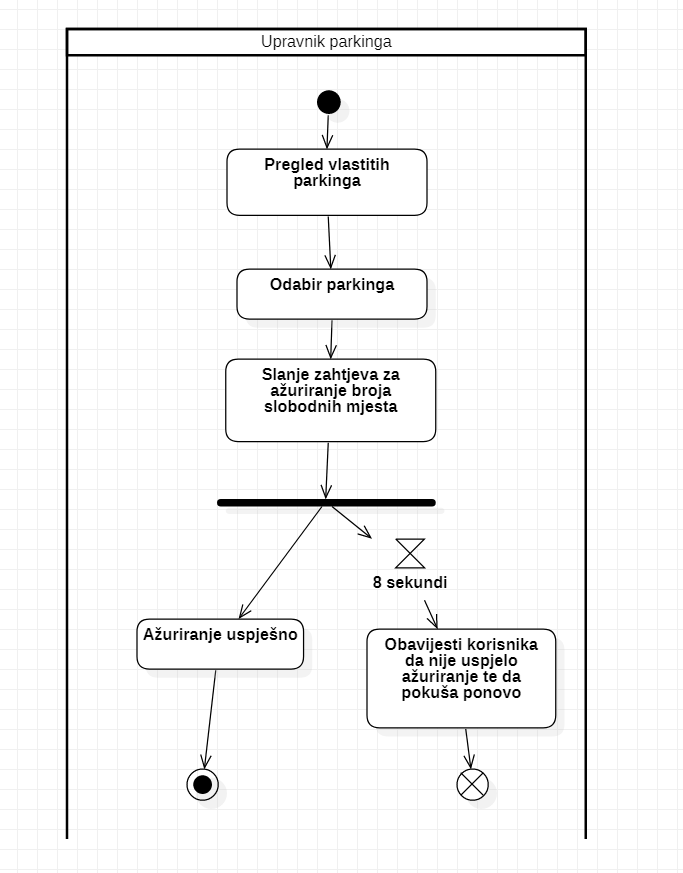 Upravnik parkinga
Pregled vlastitih
parkinga
Odabir parkinga
Slanje zahtjeva za
ažuriranje broja
slobodnih mjesta
8 sekundi
Ažuriranje uspješno
Obavijesti korisnika
da nije uspjelo
ažuriranje te da
pokuša ponovo